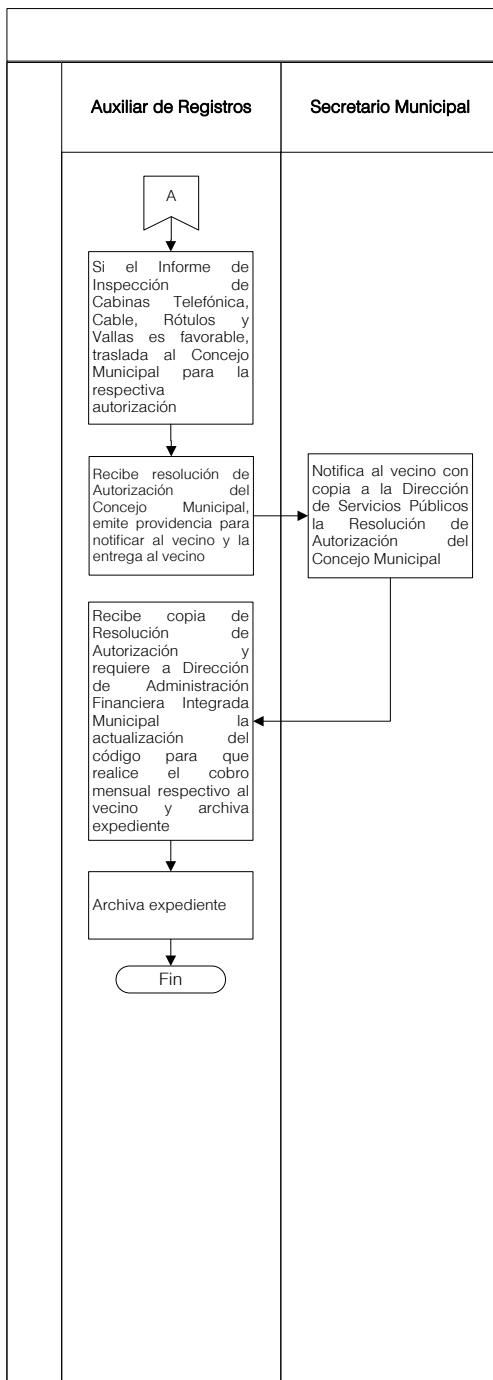 Auxiliar de Registros
Secretario Municipal
A
Si el Informe de
Inspección de
Cabinas Telefónica,
Cable, Rótulos y
Vallas es favorable,
traslada al Concejo
Municipal para la
respectiva
autorización
Recibe resolución de
Autorización del
Concejo Municipal,
emite providencia para
notificar al vecino y la
entrega al vecino
Notifica al vecino con
copia a la Dirección
de Servicios Públicos
la Resolución de
Autorización del
Concejo Municipal
Recibe copia de
Resolución de
Autorización y
requiere a Dirección
de Administración
Financiera Integrada
Municipal la
actualización del
código para que
realice el cobro
mensual respectivo al
vecino y archiva
expediente
Archiva expediente
Fin